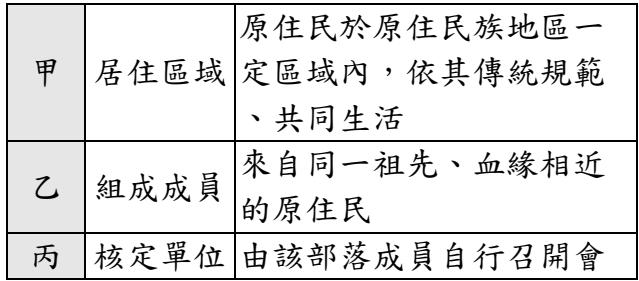 甲 居住區域 原住民於原住民族地區一
定區域內，依其傳統規範
、共同生活
乙 組成成員 來自同一祖先、血緣相近
的原住民
丙 核定單位 由該部落成員自行召開會